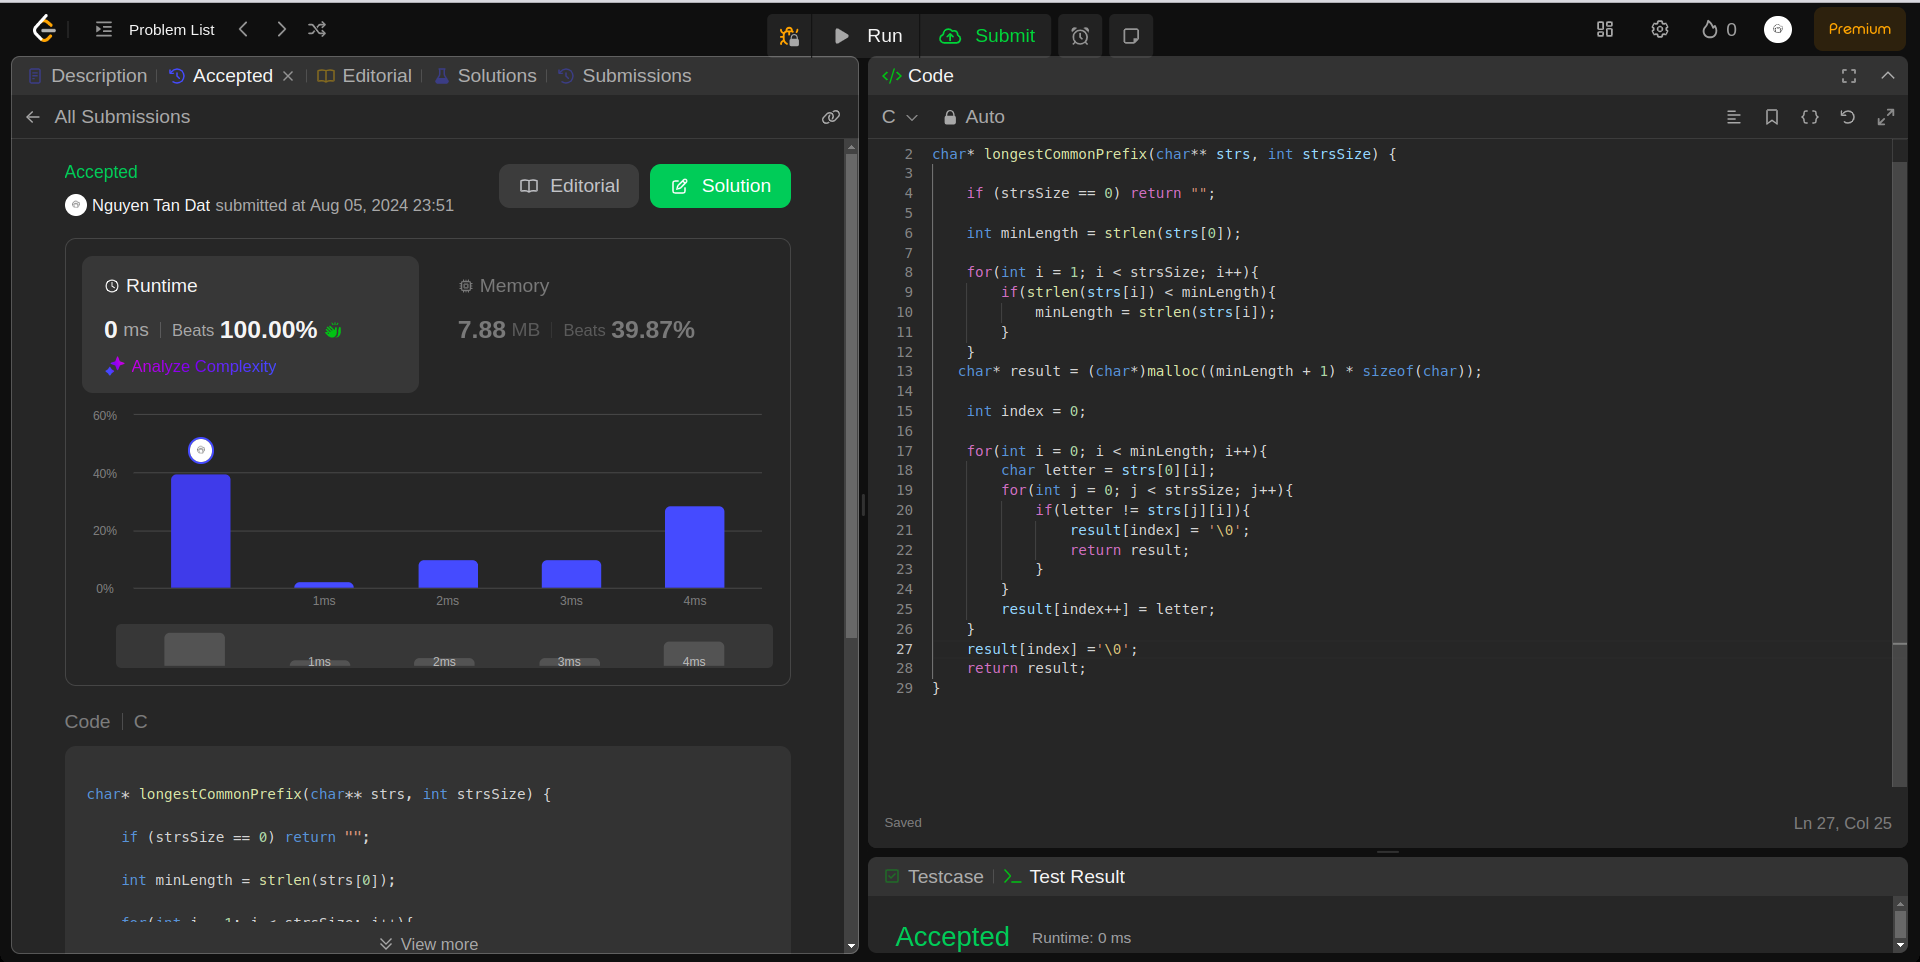 Problem List
Run
Submit
0
Premium
Description
Accepted
Editorial
Solutions
Submissions
All Submissions
Accepted
Nguyen Tan Dat submitted at Aug 05, 2024 23:51
Editorial
Solution
Runtime
0 ms Beats 100.00%
Analyze Complexity
Memory
7.88 MB Beats 39.87%
60%
40%
20%
0%
1ms 2ms 3ms 4ms
1ms 2ms 3ms 4ms
Code C
char* longestCommonPrefix(char** strs, int strsSize) {
if (strsSize == 0) return "";
int minLength = strlen(strs[0]);
for(int i = 1; i < strsSize; i++){
View more
</> Code
C
Auto
2 char* longestCommonPrefix(char** strs, int strsSize) {
3
4 if (strsSize == 0) return "";
5
6 int minLength = strlen(strs[0]);
7
8 for(int i = 1; i < strsSize; i++){
9 if(strlen(strs[i]) < minLength){
10 minLength = strlen(strs[i]);
11 }
12 }
13 char* result = (char*)malloc((minLength + 1) * sizeof(char));
14
15 int index = 0;
16
17 for(int i = 0; i < minLength; i++){
18 char letter = strs[0][i];
19 for(int j = 0; j < strsSize; j++){
20 if(letter != strs[j][i]){
21 result[index] = '\0';
22 return result;
23 }
24 }
25 result[index++] = letter;
26 }
27 result[index] ='\0';
28 return result;
29 }
Saved
Ln 27, Col 25
Testcase
Test Result
Accepted
Runtime: 0 ms